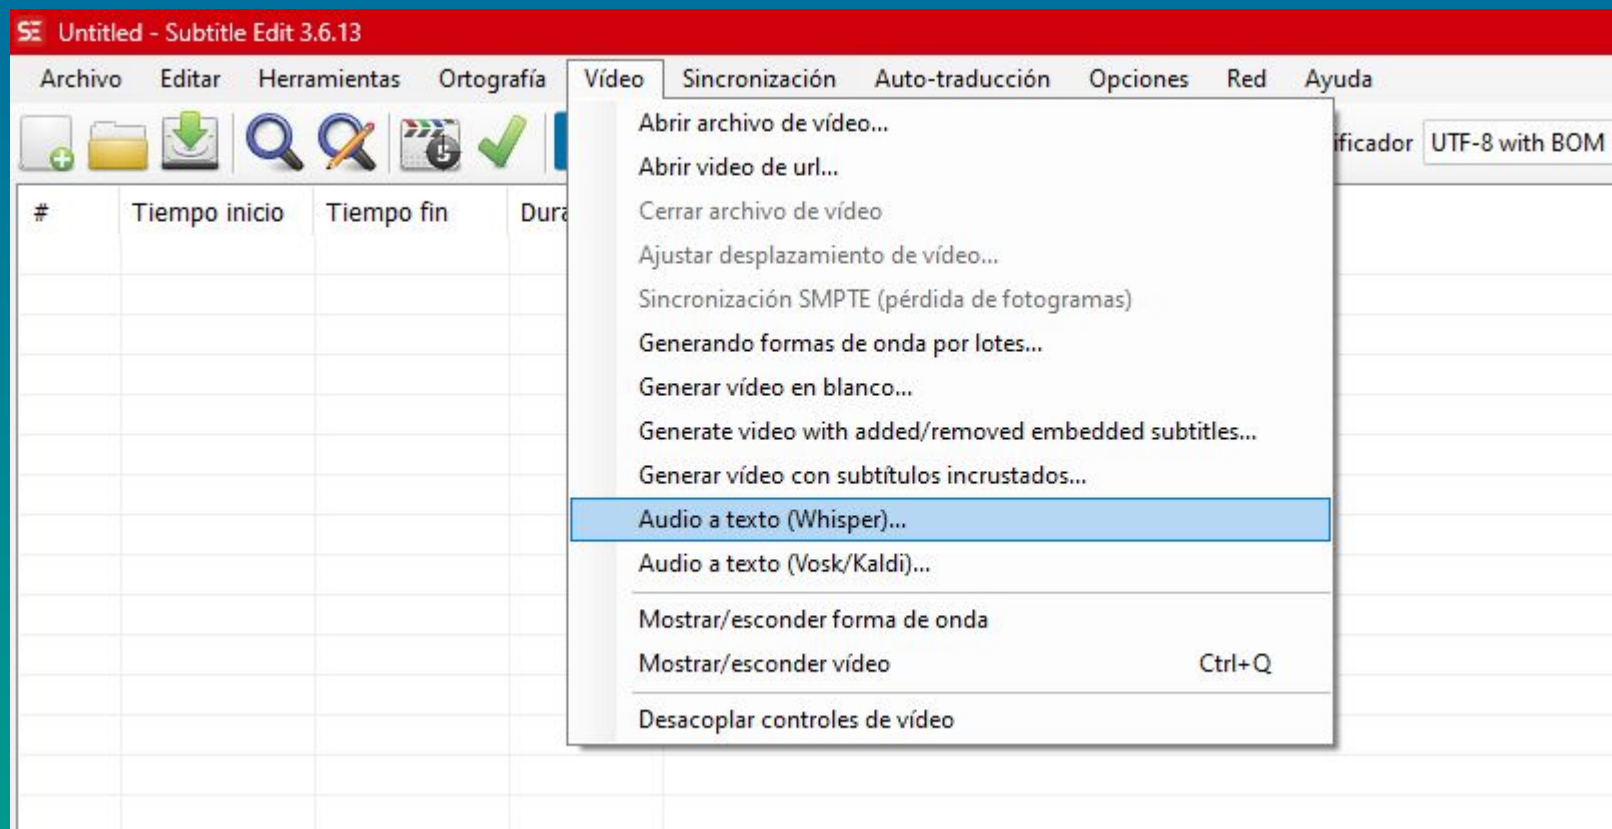 SE Untitled - Subtitle Edit 3.6.13
Archivo Editar Herramientas Ortografía Vídeo Sincronización Auto-traducción Opciones Red Ayuda
UTF-8 with BOM
# Tiempo inicio Tiempo fin
Abrir archivo de vídeo...
Abrir video de url...
Cerrar archivo de vídeo
Ajustar desplazamiento de vídeo...
Sincronización SMPTE (pérdida de fotogramas)
Generando formas de onda por lotes...
Generar vídeo en blanco...
Generate video with added/removed embedded subtitles...
Generar vídeo con subtítulos incrustados...
Audio a texto (Whisper)...
Audio a texto (Vosk/Kaldi)...
Mostrar/esconder forma de onda
Mostrar/esconder vídeo Ctrl+Q
Desacoplar controles de vídeo